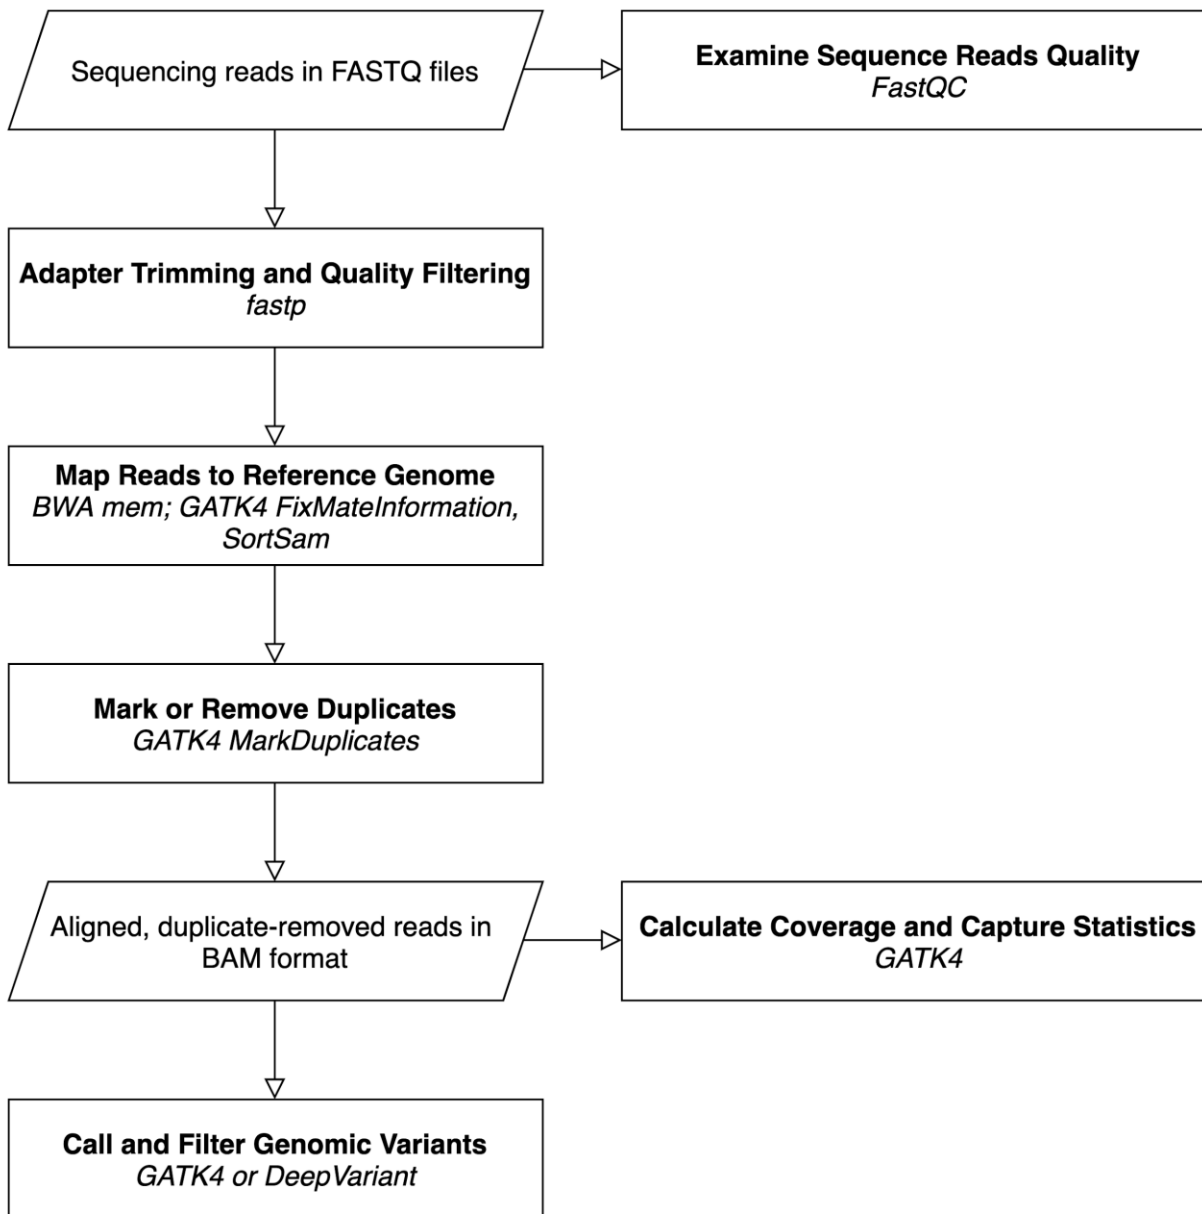 Sequencing reads in FASTQ files
Examine Sequence Reads Quality
FastQC
Adapter Trimming and Quality Filtering
fastp
Map Reads to Reference Genome
BWA mem; GATK4 FixMateInformation,
SortSam
Mark or Remove Duplicates
GATK4 MarkDuplicates
Aligned, duplicate-removed reads in
BAM format
Calculate Coverage and Capture Statistics
GATK4
Call and Filter Genomic Variants
GATK4 or DeepVariant